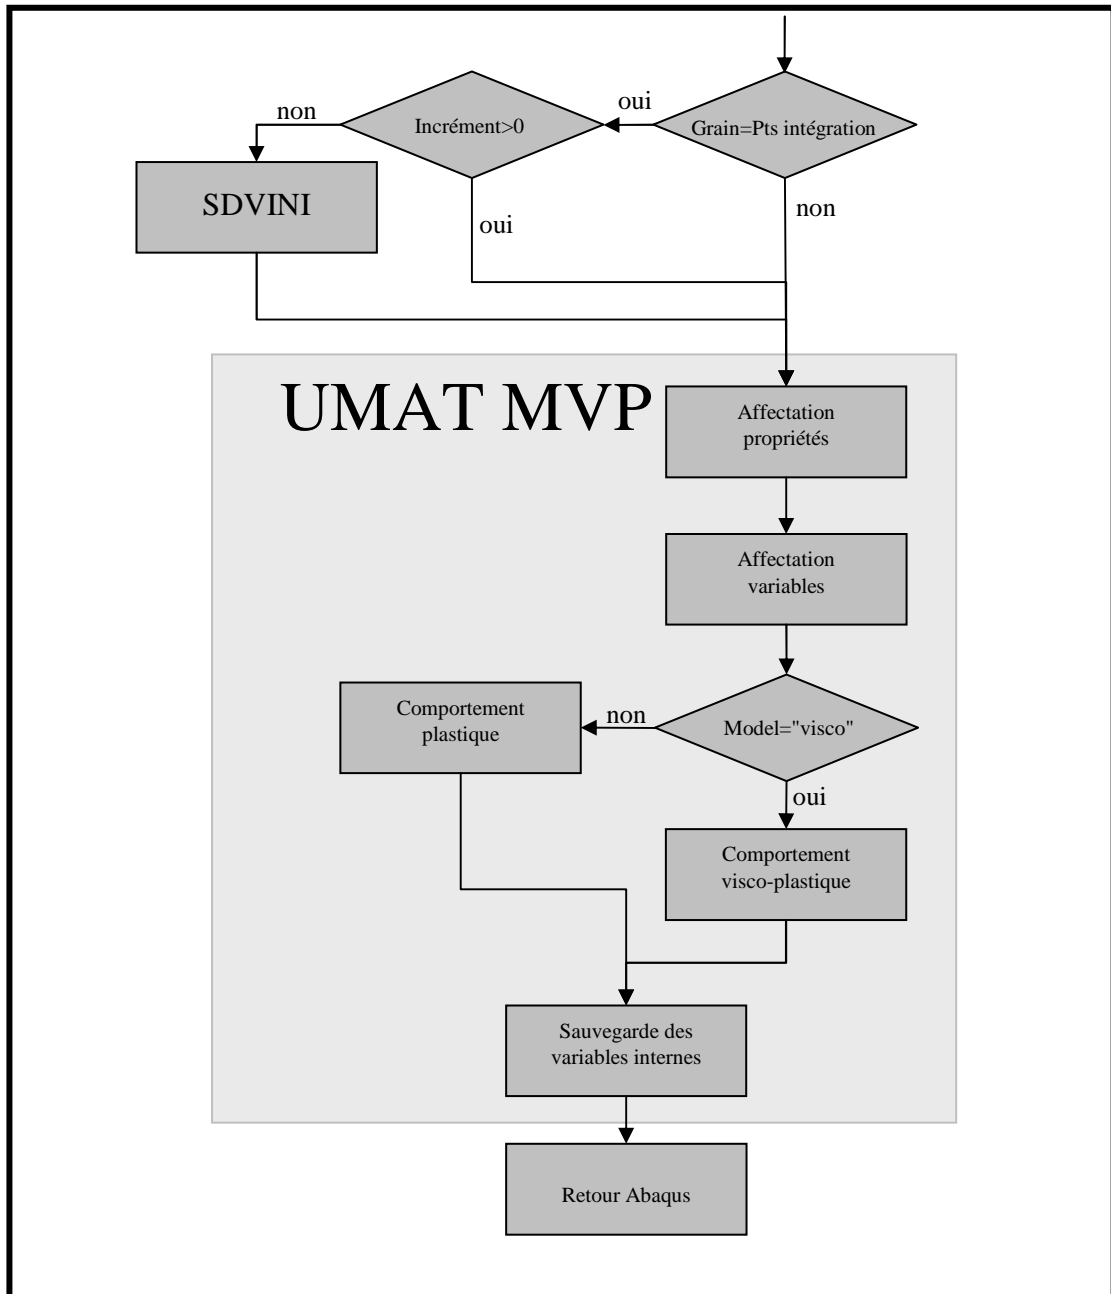 oui
non
Incrément>0
Grain=Pts intégration
SDVINI
oui
non
UMAT MVP
Affectation
propriétés
Affectation
variables
Comportement
plastique
non
Model="visco"
oui
Comportement
visco-plastique
Sauvegarde des
variables internes
Retour Abaqus